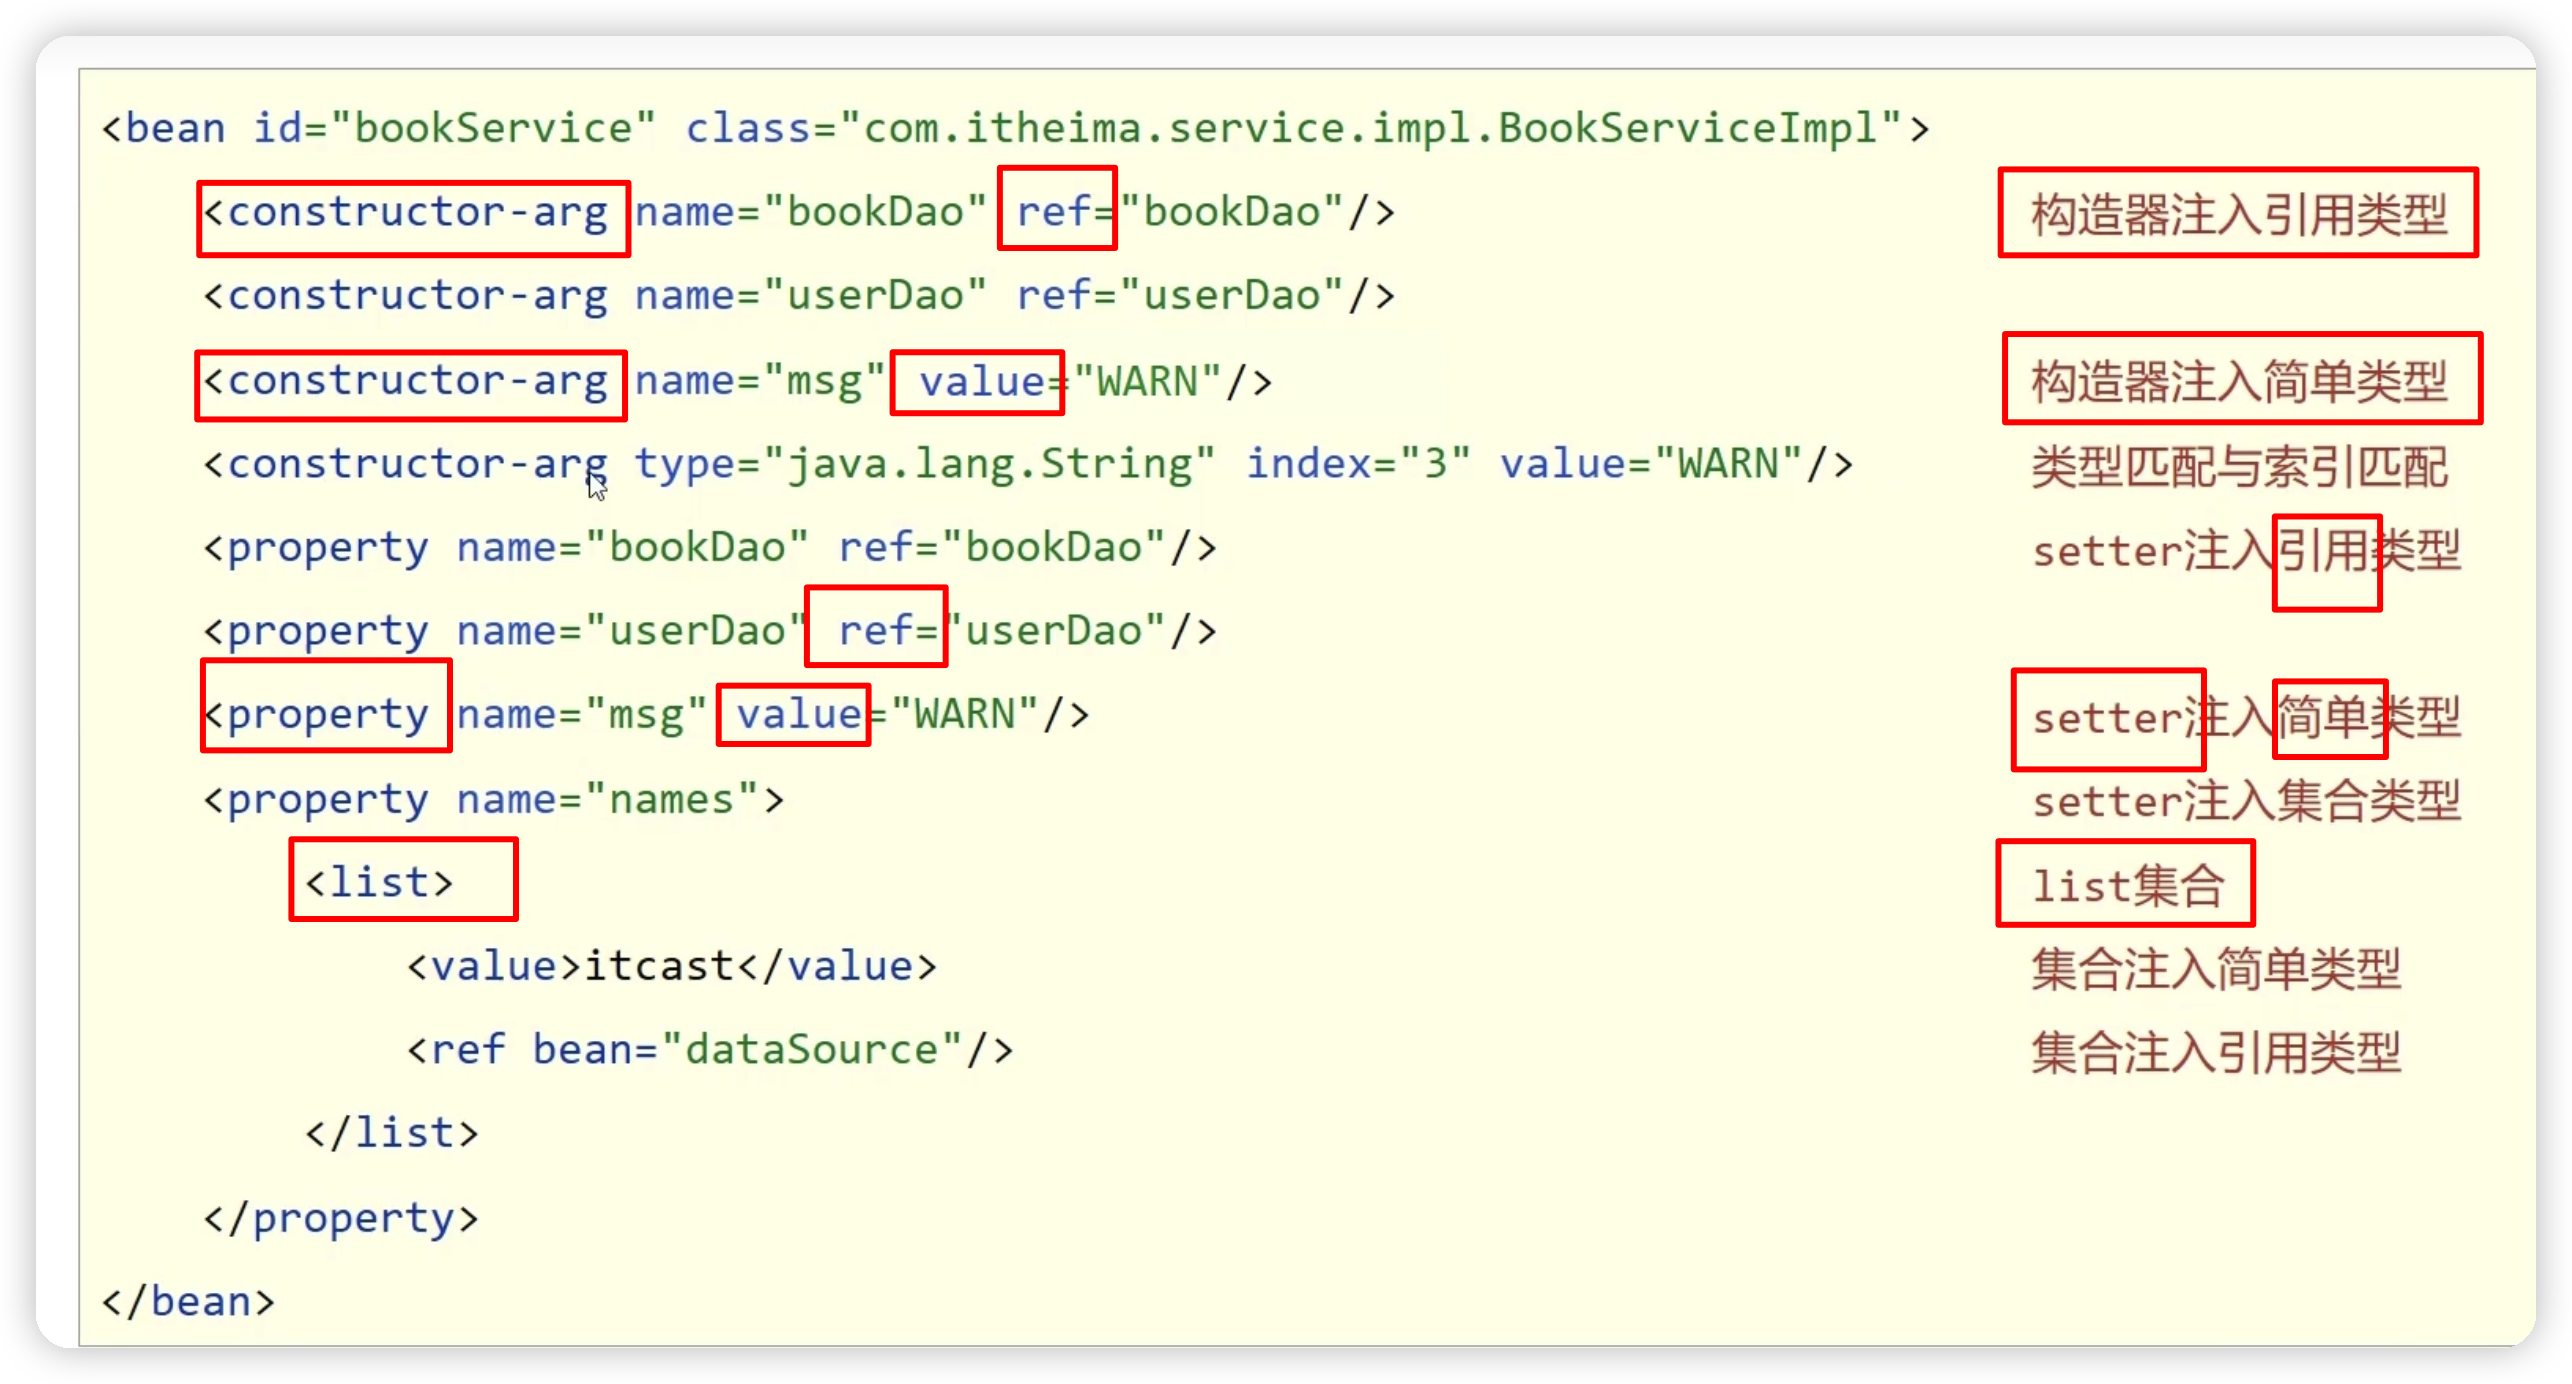 <bean id="bookService" class="com.itheima.service.impl.BookServiceImpl">
<constructor-arg name="bookDao" ref="bookDao"/> 构造器注入引用类型
<constructor-arg name="userDao" ref="userDao"/>
<constructor-arg name="msg" value="WARN"/> 构造器注入简单类型
<constructor-arg type="java.lang.String" index="3" value="WARN"/> 类型匹配与索引匹配
<property name="bookDao" ref="bookDao"/> setter注入引用类型
<property name="userDao" ref="userDao"/>
<property name="msg" value="WARN"/> setter注入简单类型
<property name="names"> setter注入集合类型
<list> list集合
<value>itcast</value> 集合注入简单类型
<ref bean="dataSource"/> 集合注入引用类型
</list>
</property>
</bean>